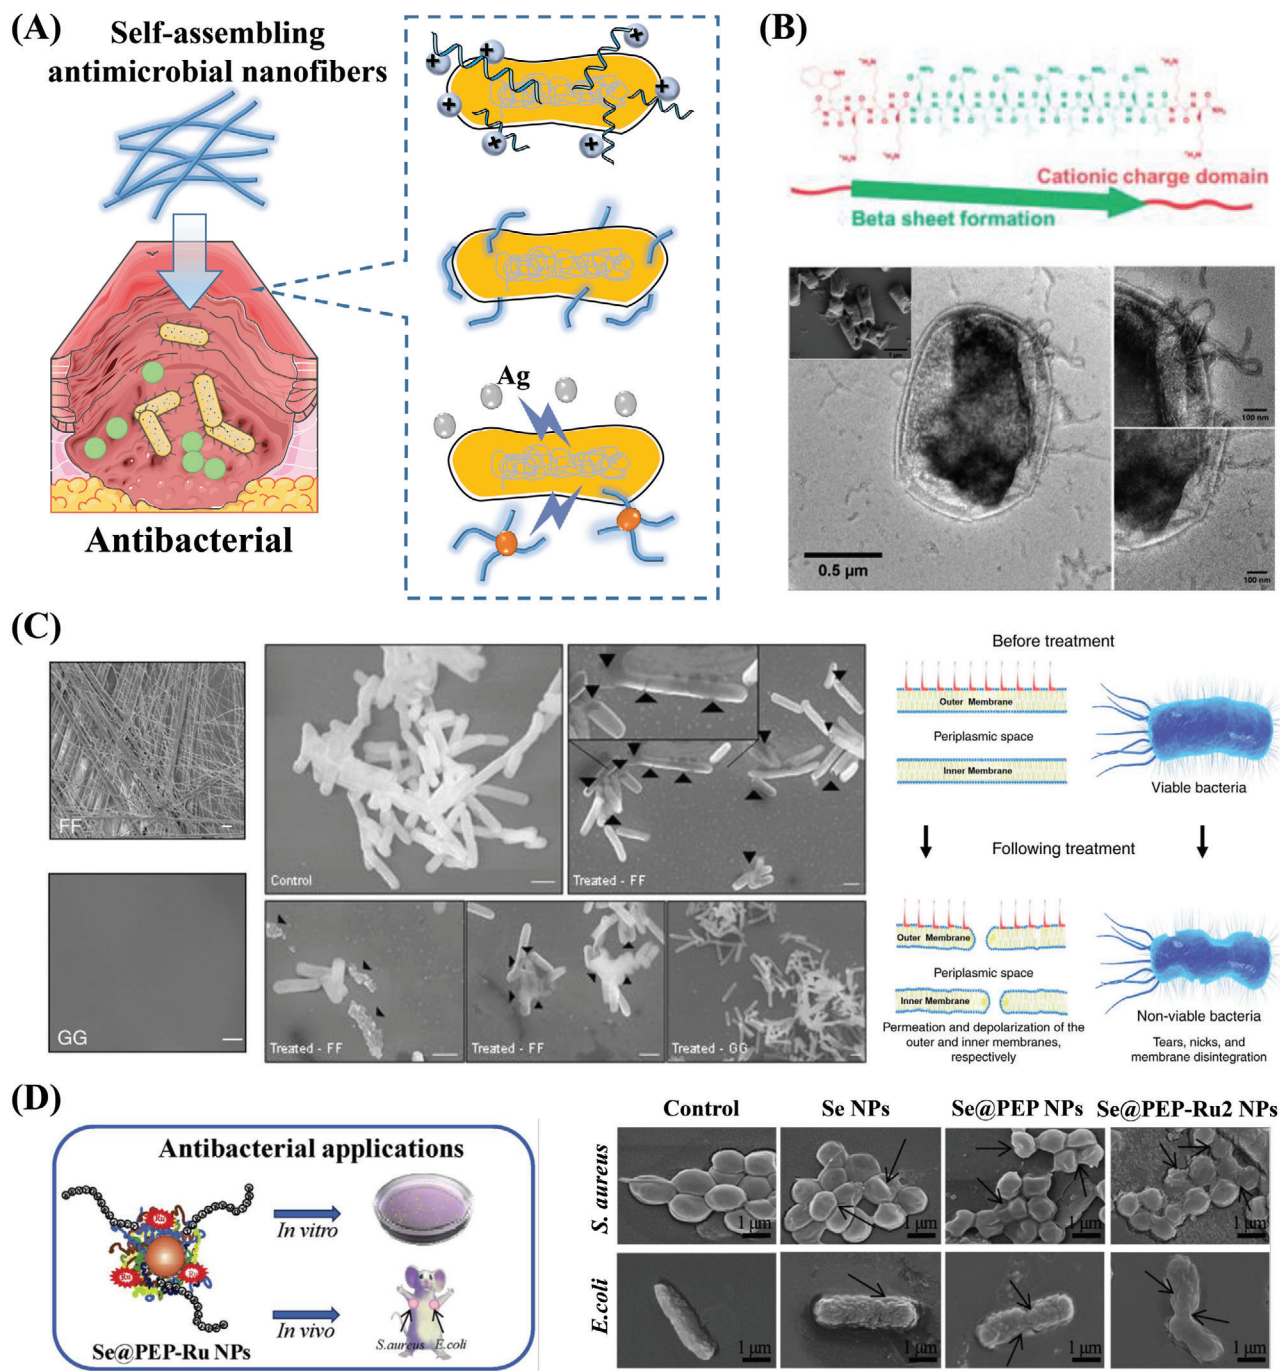 (A)
Self-assembling
antimicrobial nanofibers
Antibacterial
+
+
+
+
+
+
Ag
(B)
Cationic charge domain
Beta sheet formation
1 µm
0.5 µm
100 nm
100 nm
(C)
FF
GG
Control
Treated - FF
Treated - FF
Treated - FF
Treated - GG
Before treatment
Outer Membrane
Periplasmic space
Inner Membrane
Viable bacteria
Following treatment
Outer Membrane
Periplasmic space
Inner Membrane
Permeation and depolarization of the
outer and inner membranes,
respectively
Non-viable bacteria
Tears, nicks, and
membrane disintegration
(D)
Antibacterial applications
Ru
Ru
Ru
Se@PEP-Ru NPs
In vitro
In vivo
S.aureus E.coli
Control
Se NPs
Se@PEP NPs
Se@PEP-Ru2 NPs
S. aureus
1 µm
1 µm
1 µm
1 µm
E.coli
1 µm
1 µm
1 µm
1 µm